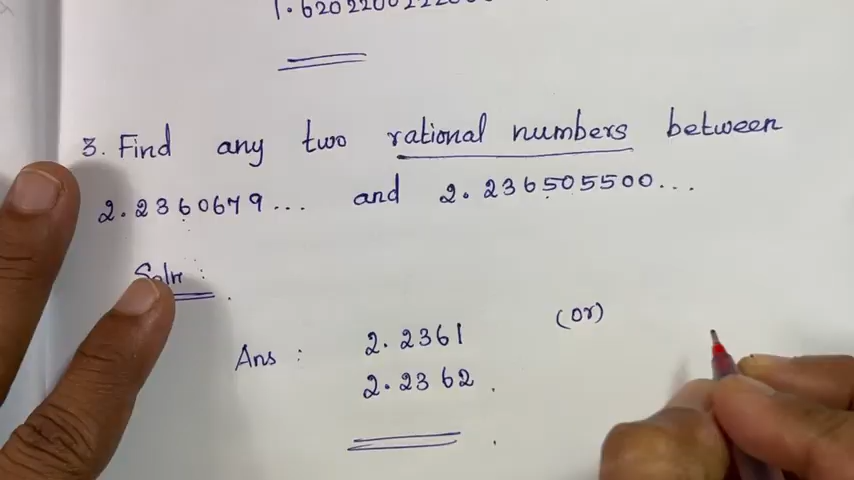 3. Find any two rational numbers between
2.2360679... and 2.236505500...
Soln :
Ans : 2.2361 (or)
2.2362.